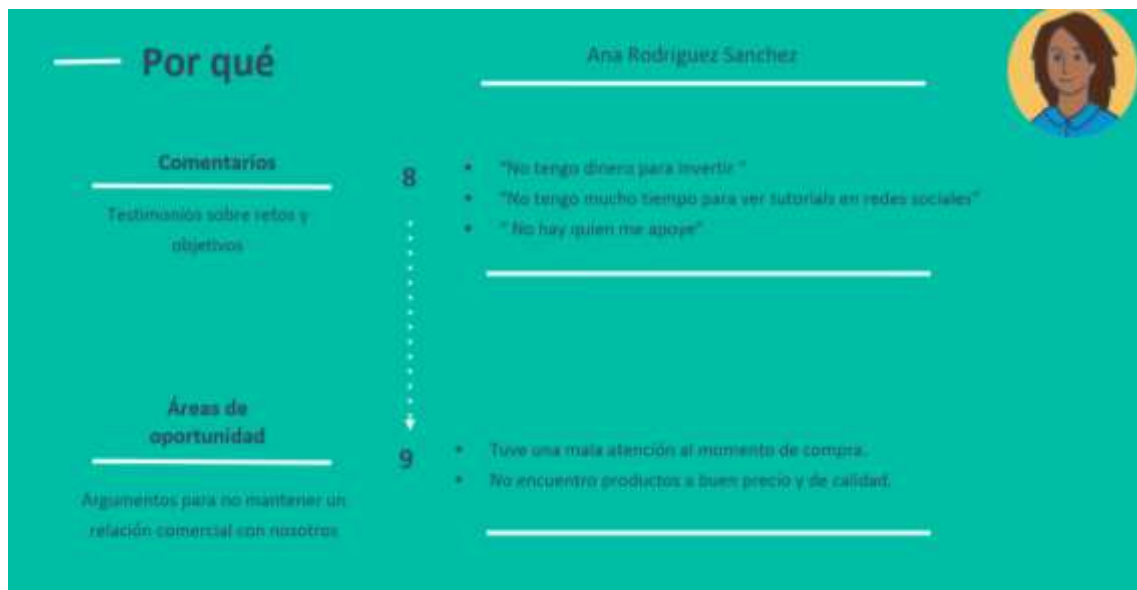 Por qué
Ana Rodriguez Sanchez
Comentarios
Testimonios sobre retos y
objetivos
8
• "No tengo dinero para invertir "
• "No tengo mucho tiempo para ver tutorials en redes sociales"
• " No hay quien me apoye"
Áreas de
oportunidad
Argumentos para no mantener un
relación comercial con nosotros
9
• Tuve una mala atención al momento de compra.
• No encuentro productos a buen precio y de calidad.